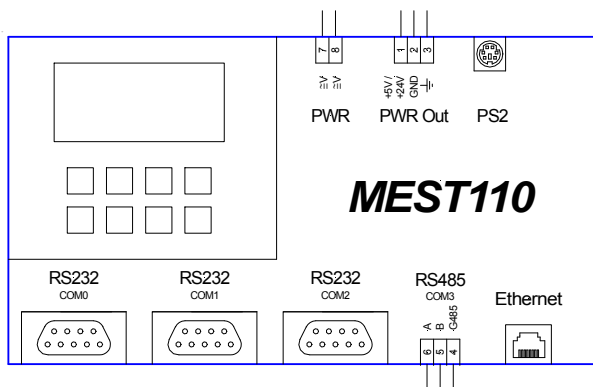 7 8
1 2 3
≅V ≅V
+5V/ +24V GND
PWR
PWR Out
PS2
MEST110
RS232
COM0
RS232
COM1
RS232
COM2
RS485
COM3
A B G485
6 5 4
Ethernet